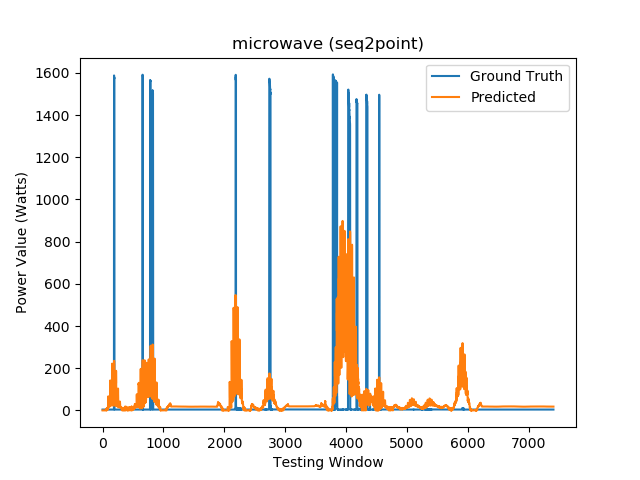 microwave (seq2point)
Ground Truth
Predicted
Power Value (Watts)
1600
1400
1200
1000
800
600
400
200
0
0 1000 2000 3000 4000 5000 6000 7000
Testing Window